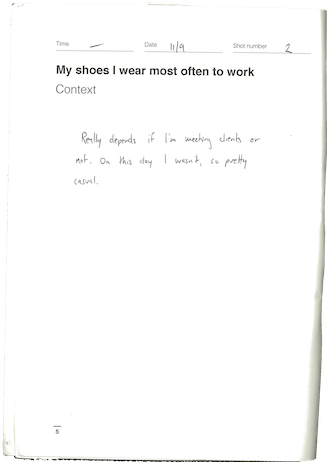 Time — Date 11/9 Shot number 2
My shoes I wear most often to work
Context
Really depends if I'm meeting clients or
not. On this day I wasn't, so pretty
casual.
5